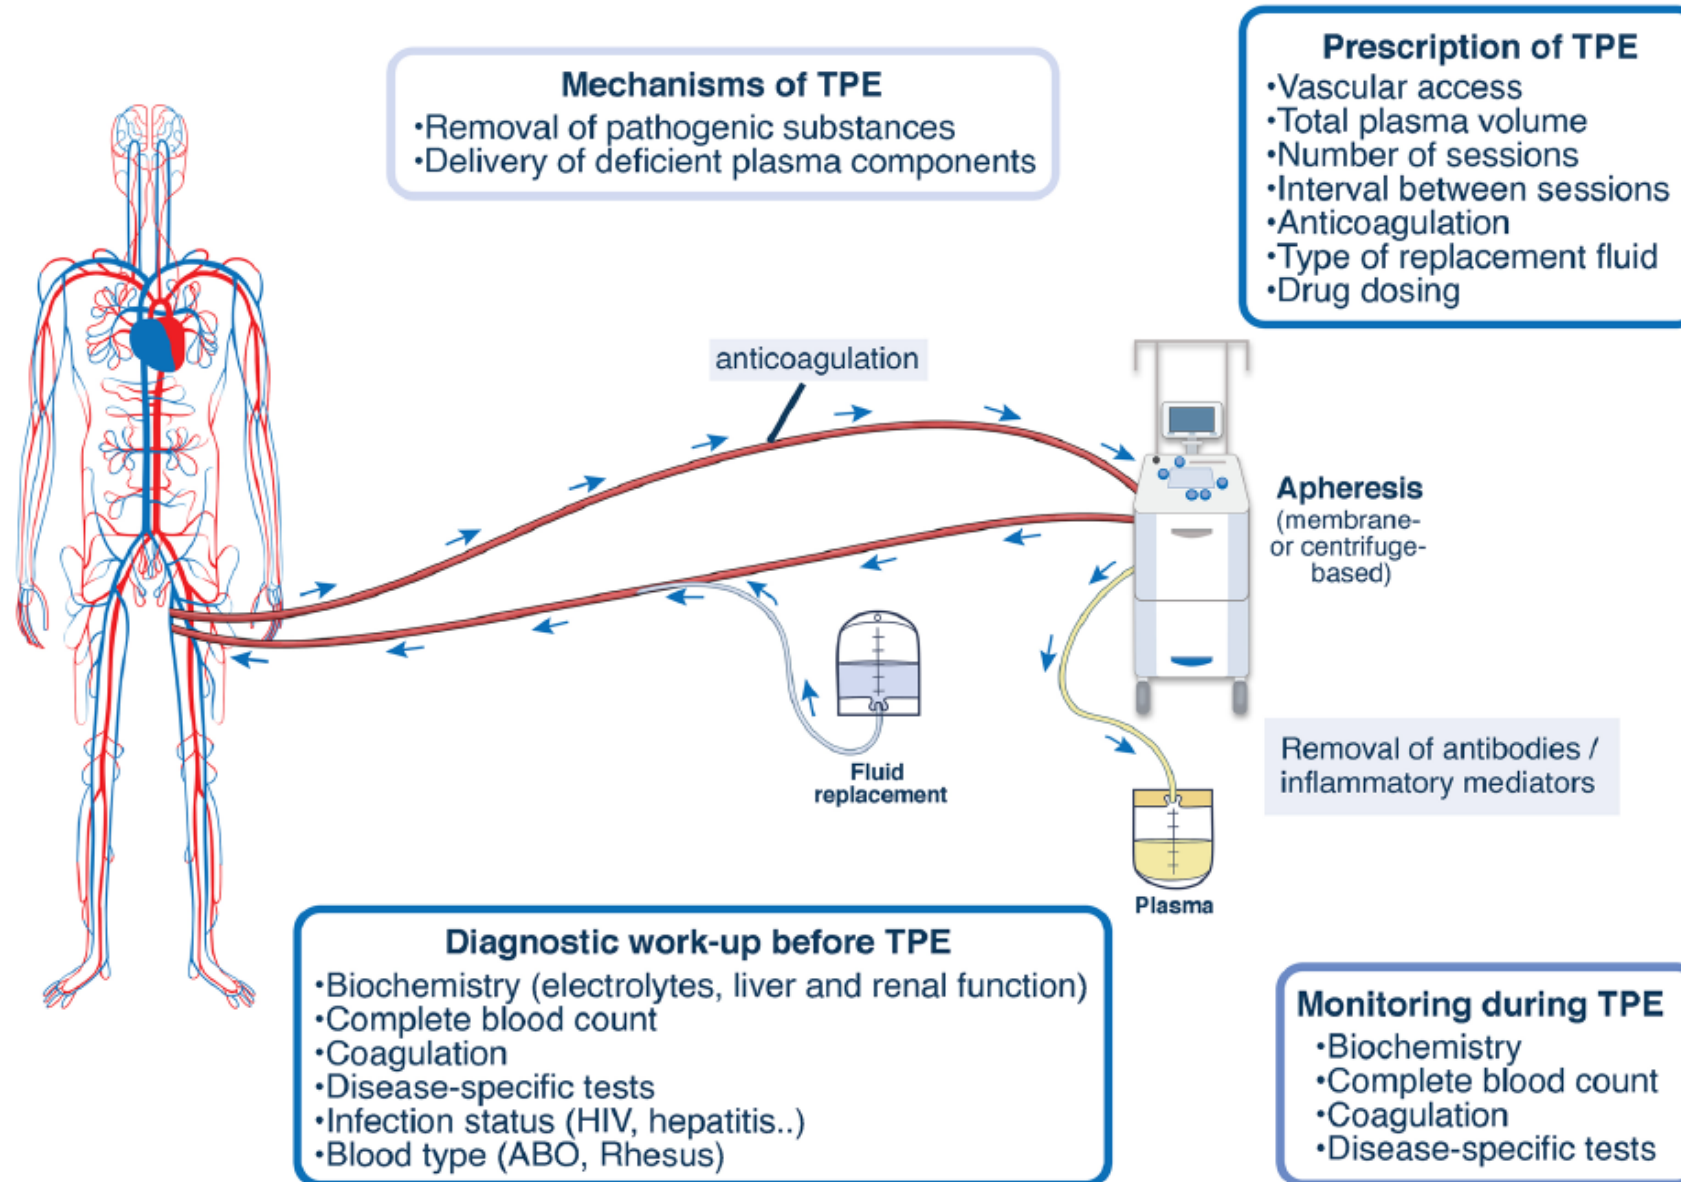 Mechanisms of TPE
•Removal of pathogenic substances
•Delivery of deficient plasma components
Prescription of TPE
•Vascular access
•Total plasma volume
•Number of sessions
•Interval between sessions
•Anticoagulation
•Type of replacement fluid
•Drug dosing
anticoagulation
Apheresis
(membrane-
or centrifuge-
based)
Fluid
replacement
Removal of antibodies /
inflammatory mediators
Plasma
Diagnostic work-up before TPE
•Biochemistry (electrolytes, liver and renal function)
•Complete blood count
•Coagulation
•Disease-specific tests
•Infection status (HIV, hepatitis..)
•Blood type (ABO, Rhesus)
Monitoring during TPE
•Biochemistry
•Complete blood count
•Coagulation
•Disease-specific tests